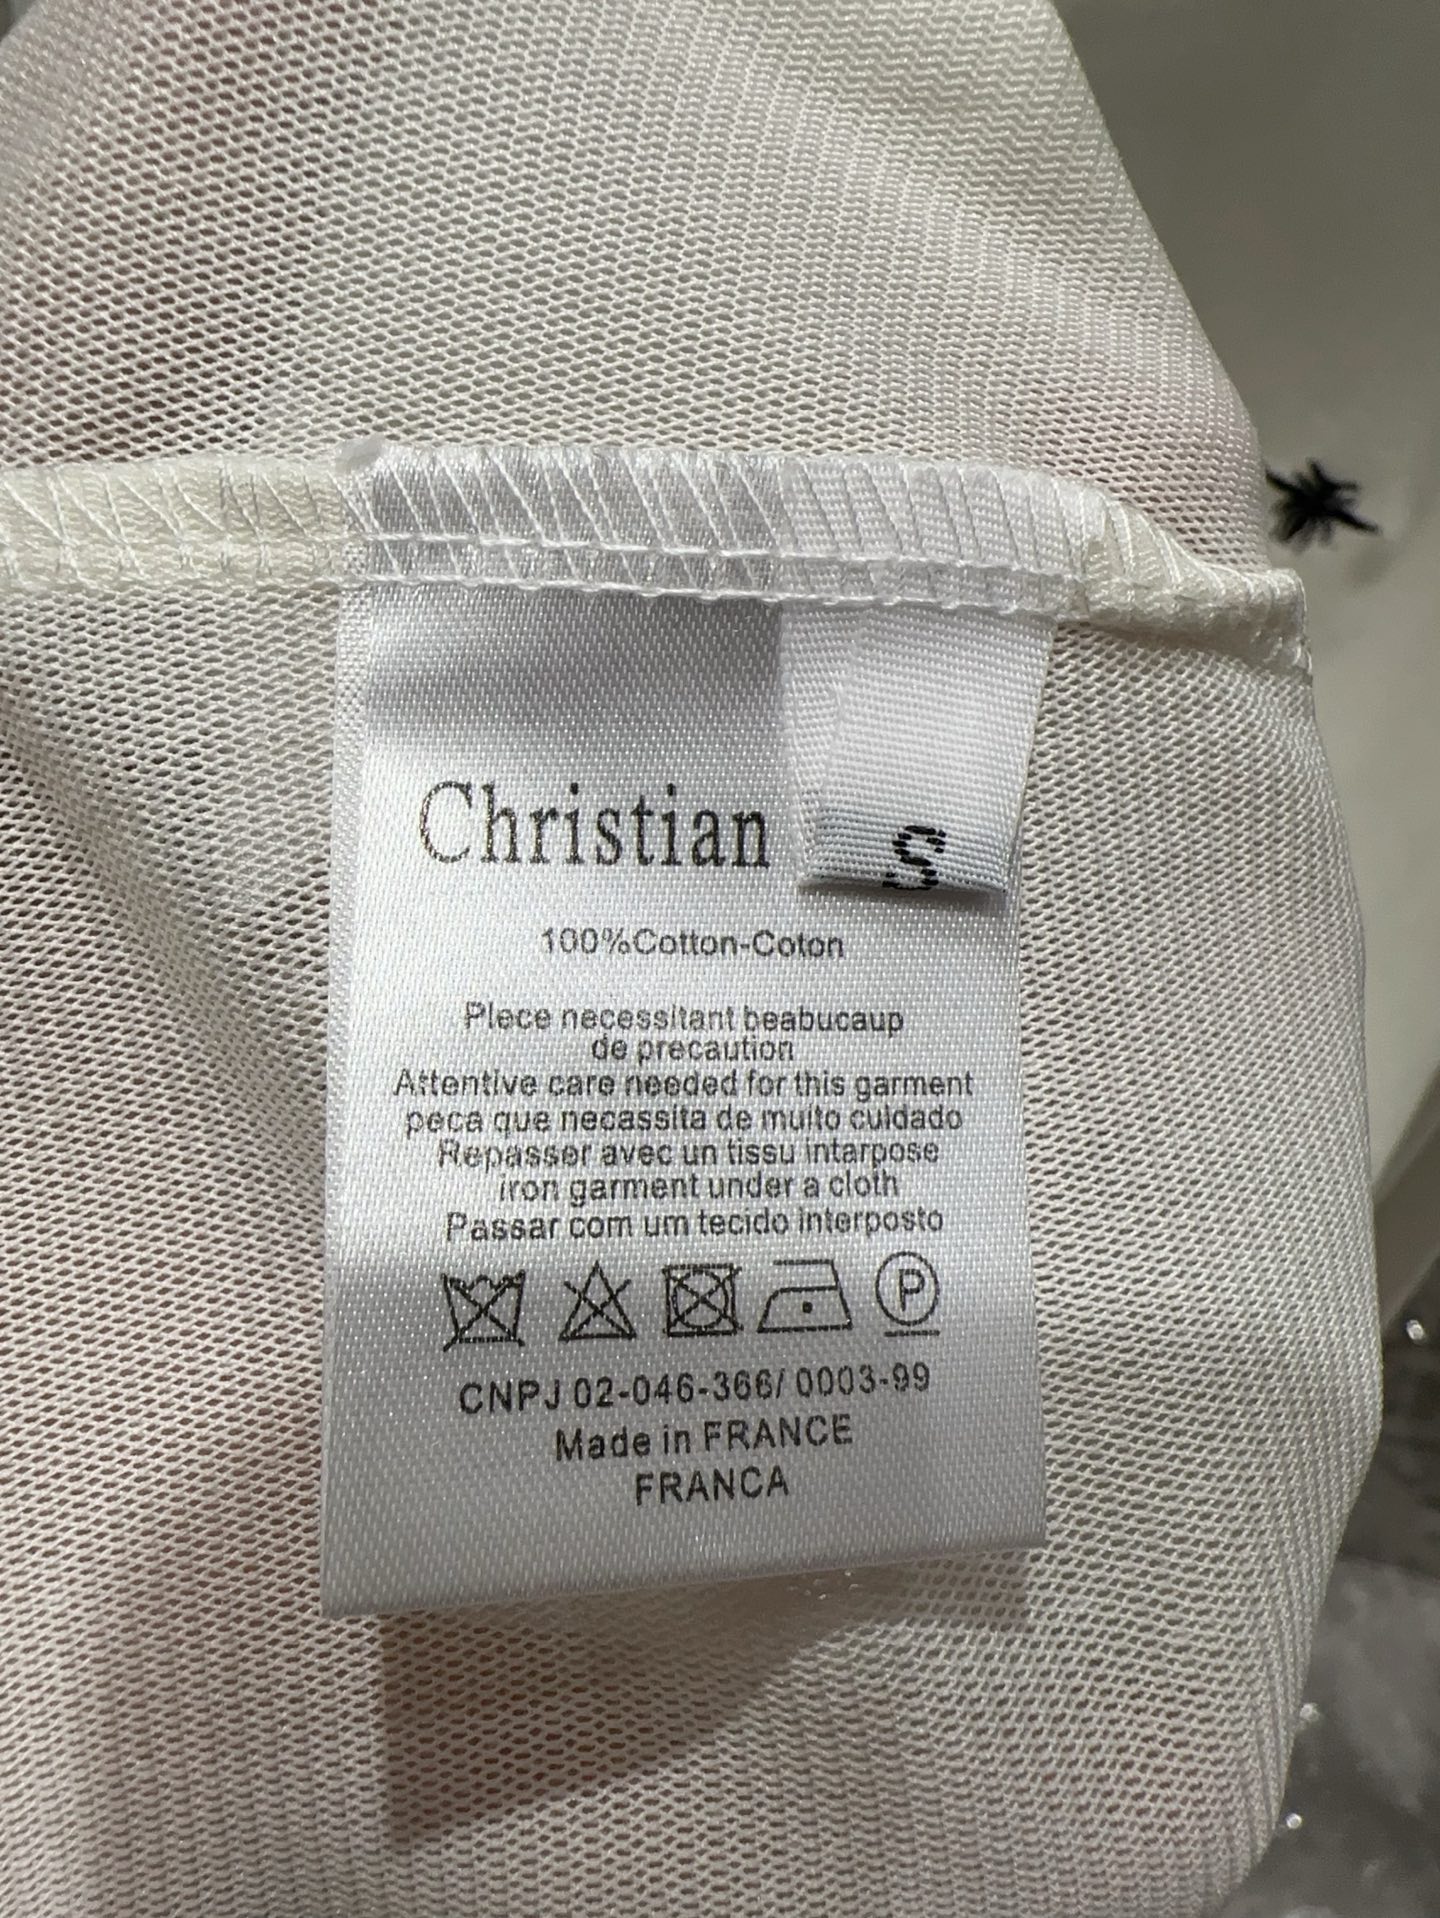 Christian
S
100%Cotton-Coton
Plece necessitant beabucaup
de precaution
Attentive care needed for this garment
peca que necassita de muito culdado
Repasser avec un tissu intarpose
iron garment under a cloth
Passar com um tecido interposto
P
CNPJ 02-046-366/ 0003-99
Made in FRANCE
FRANCA